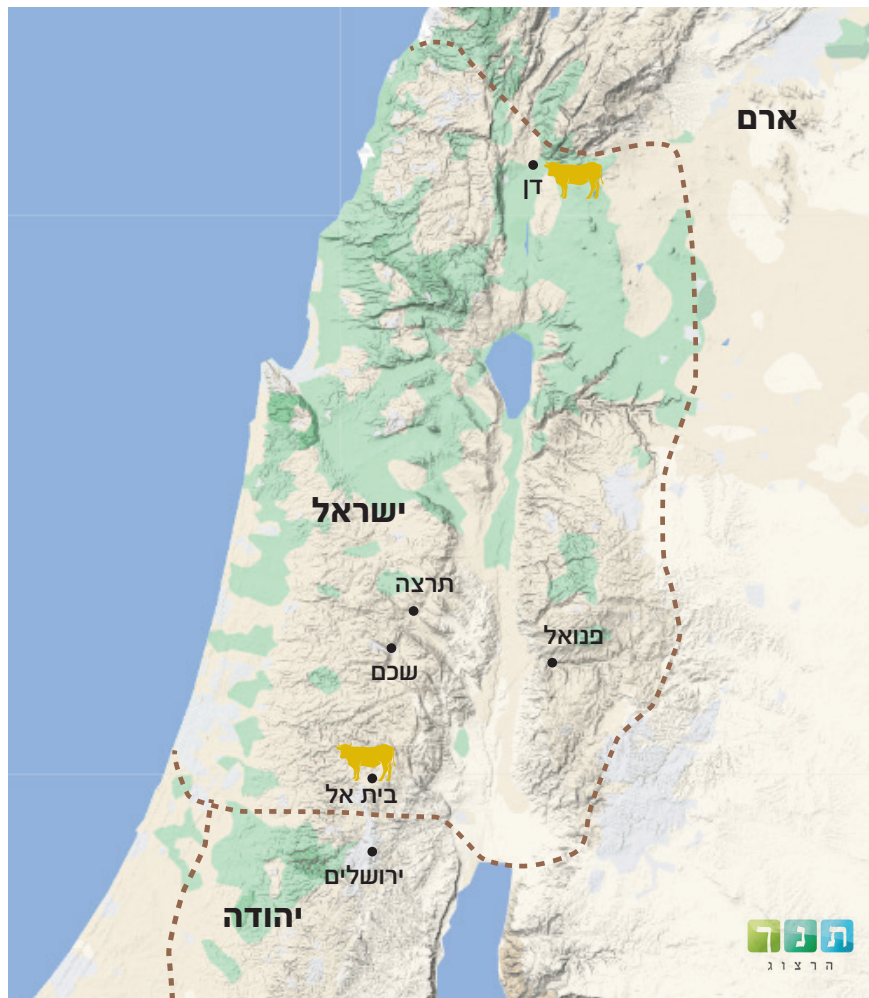 ארם
דן
ישראל
תרצה
פנואל
שכם
בית אל
ירושלים
יהודה
תנך
הרצוג